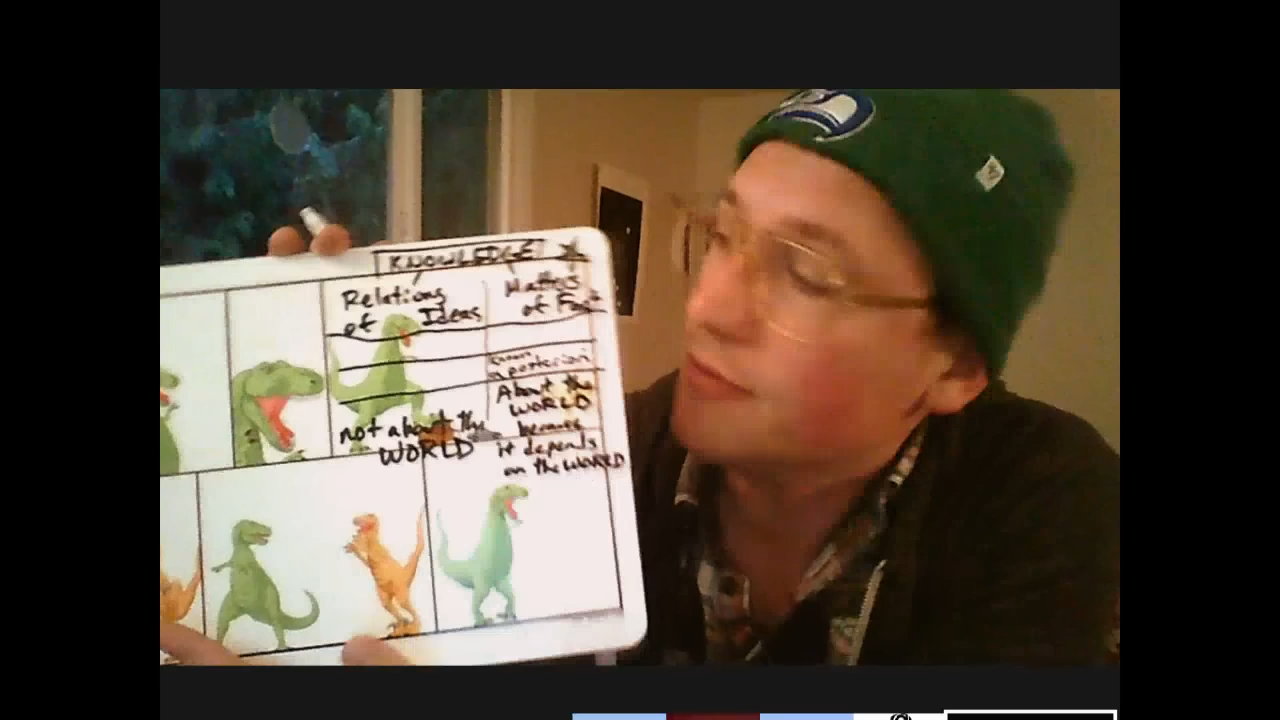 KNOWLEDGE
Relations
of Ideas
Matters
of Fact
known
a posteriori
About the
WORLD
because
it depends
on the WORLD
not about the
WORLD